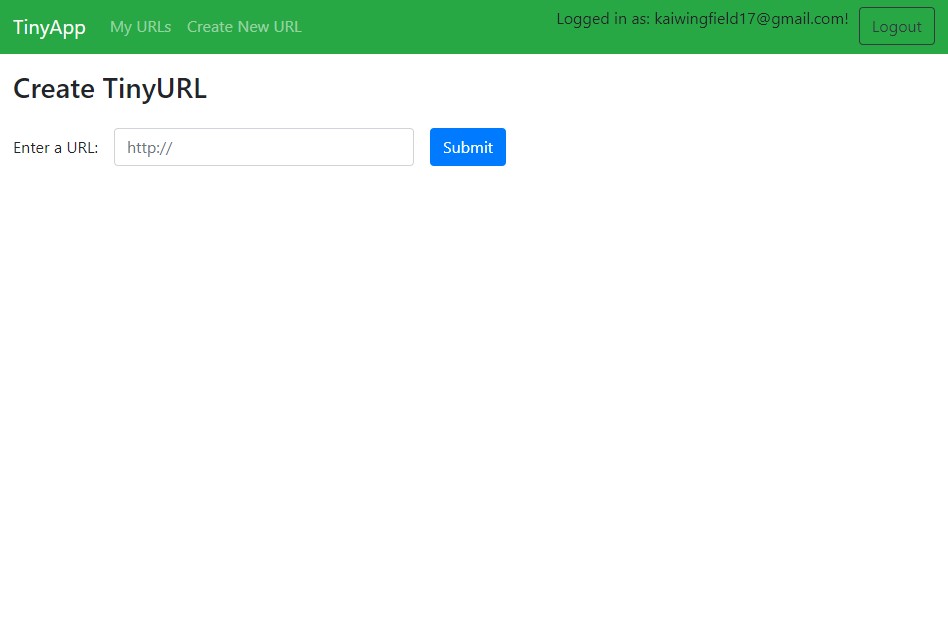 TinyApp My URLs Create New URL Logged in as: kaiwingfield17@gmail.com! Logout
Create TinyURL
Enter a URL: http:// Submit